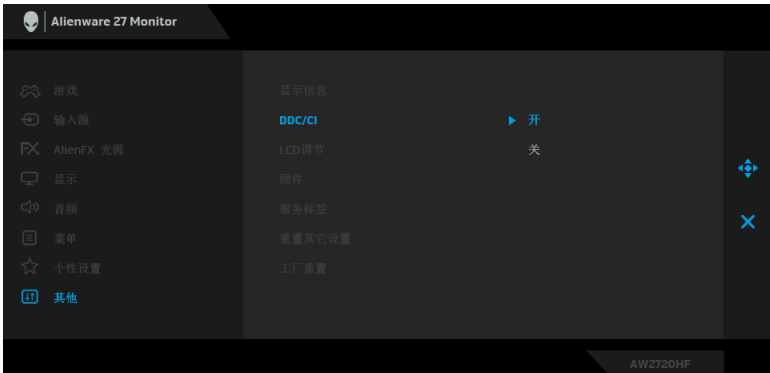 Alienware 27 Monitor
游戏
输入源
AlienFX 光源
显示
音频
菜单
个性设置
其他
显示信息
DDC/CI
LCD调节
固件
服务标签
重置其它设置
工厂重置
开
关
AW2720HF